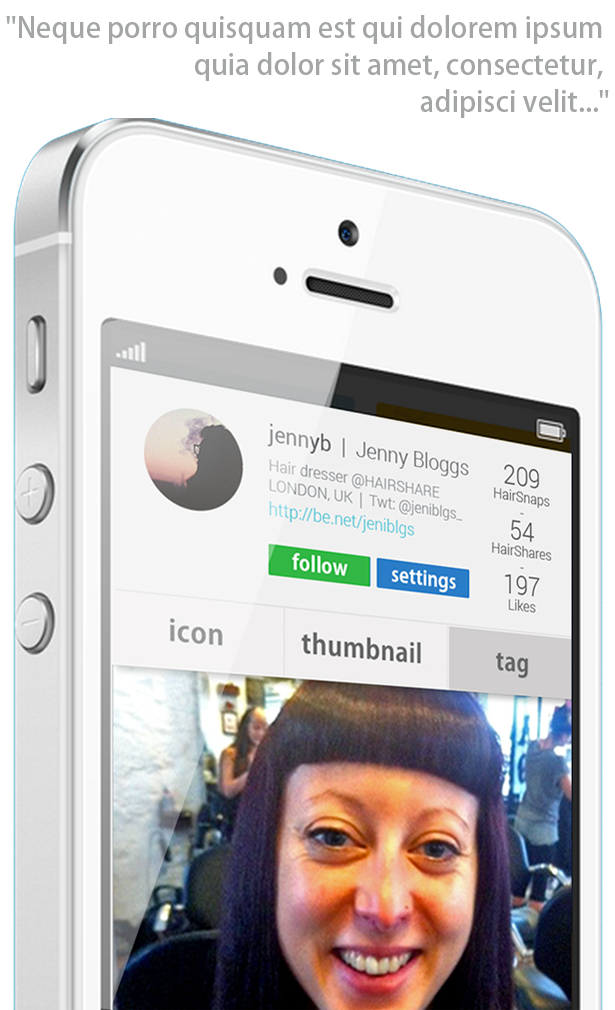 "Neque porro quisquam est qui dolorem ipsum
quia dolor sit amet, consectetur,
adipisci velit..."
jennyb | Jenny Bloggs
Hair dresser @HAIRSHARE
LONDON, UK | Twt: @jeniblgs_
http://be.net/jeniblgs
follow
settings
209
HairSnaps
-
54
HairShares
-
197
Likes
icon
thumbnail
tag